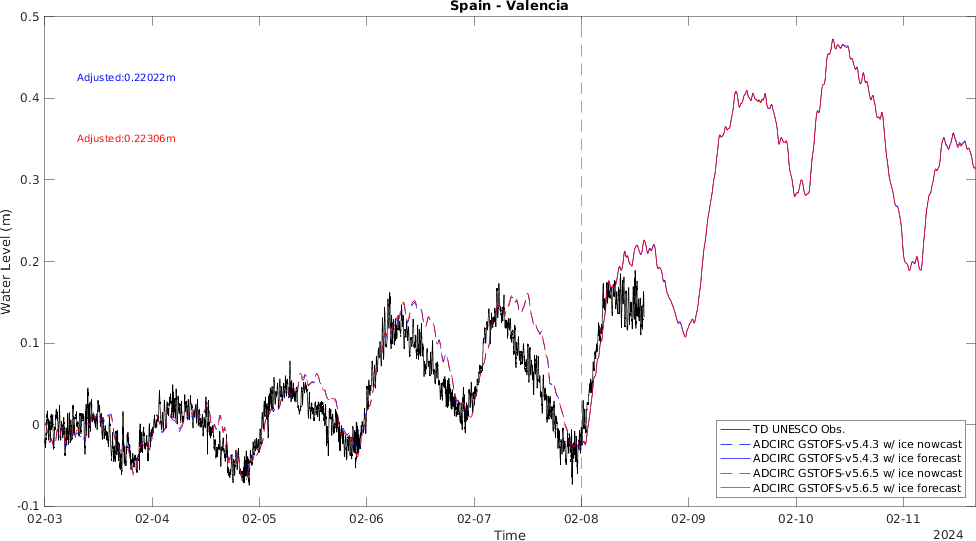 Spain - Valencia
0.5
Adjusted:0.22022m
0.4
Adjusted:0.22306m
0.3
0.2
0.1
0
-0.1
Water Level (m)
TD UNESCO Obs.
ADCIRC GSTOFS-v5.4.3 w/ ice nowcast
ADCIRC GSTOFS-v5.4.3 w/ ice forecast
ADCIRC GSTOFS-v5.6.5 w/ ice nowcast
ADCIRC GSTOFS-v5.6.5 w/ ice forecast
02-03 02-04 02-05 02-06 02-07 02-08 02-09 02-10 02-11
Time
2024